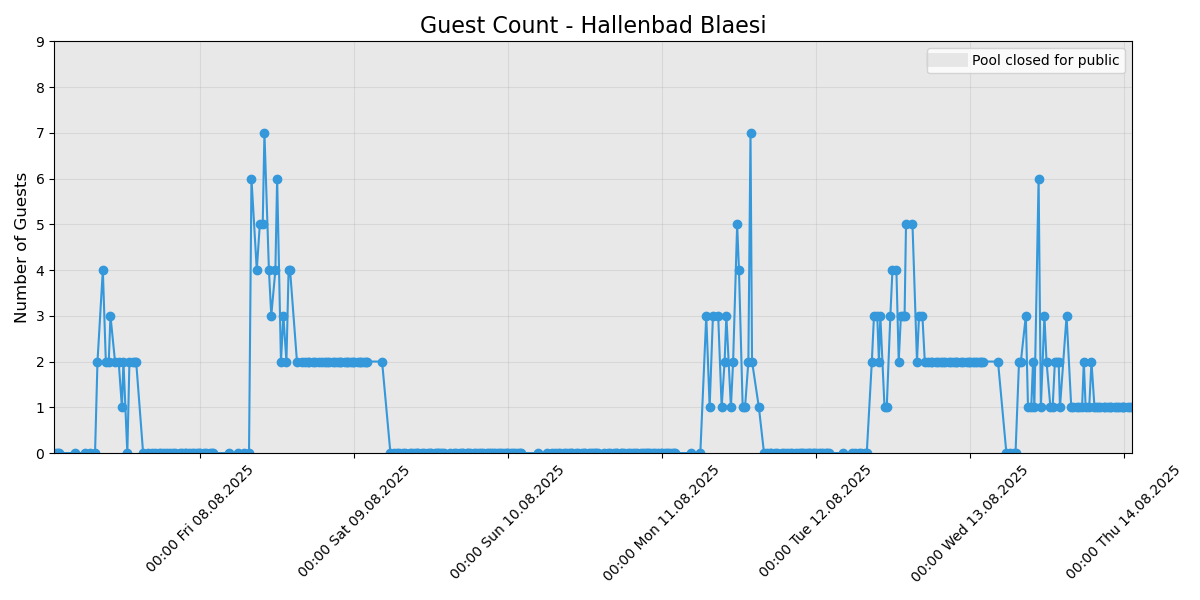 Guest Count - Hallenbad Blaesi
Pool closed for public
Number of Guests
9
8
7
6
5
4
3
2
1
0
00:00 Fri 08.08.2025
00:00 Sat 09.08.2025
00:00 Sun 10.08.2025
00:00 Mon 11.08.2025
00:00 Tue 12.08.2025
00:00 Wed 13.08.2025
00:00 Thu 14.08.2025